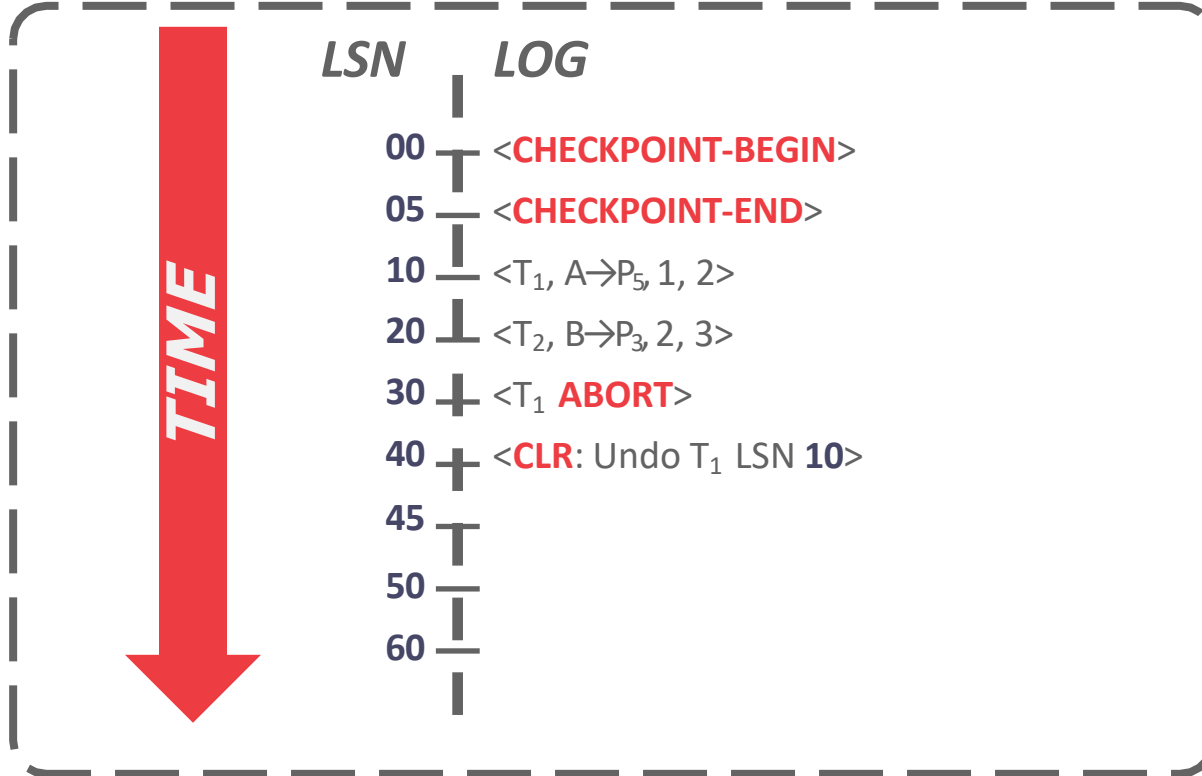 LSN LOG
00 <CHECKPOINT-BEGIN>
05 <CHECKPOINT-END>
10 <T₁, A→P₅, 1, 2>
20 <T₂, B→P₃, 2, 3>
30 <T₁ ABORT>
40 <CLR: Undo T₁ LSN 10>
45
50
60
TIME